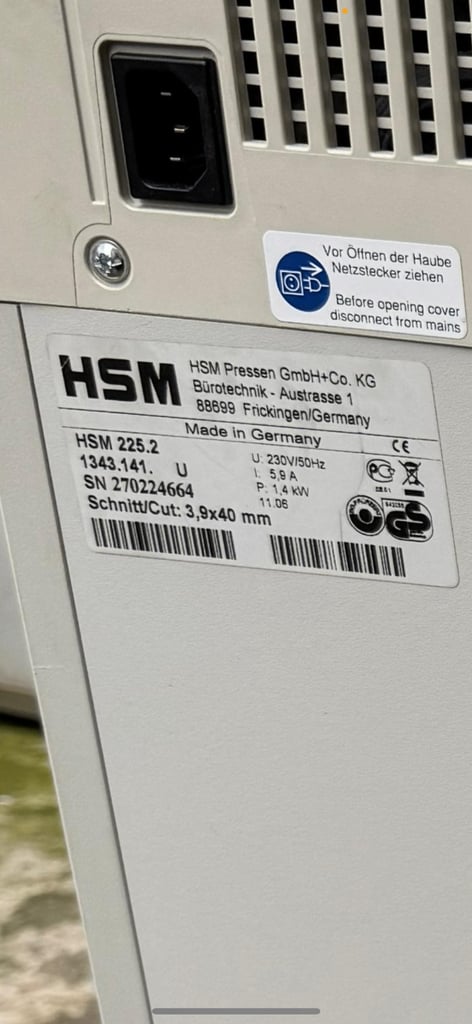 Vor Öffnen der Haube
Netzstecker ziehen
Before opening cover
disconnect from mains
HSM
HSM Pressen GmbH+Co. KG
Bürotechnik - Austrasse 1
88699 Frickingen/Germany
Made in Germany
CE
HSM 225.2
1343.141. U
SN 270224664
Schnitt/Cut: 3,9x40 mm
U: 230V/50Hz
I: 5,9 A
P: 1,4 kW
11.06
GS